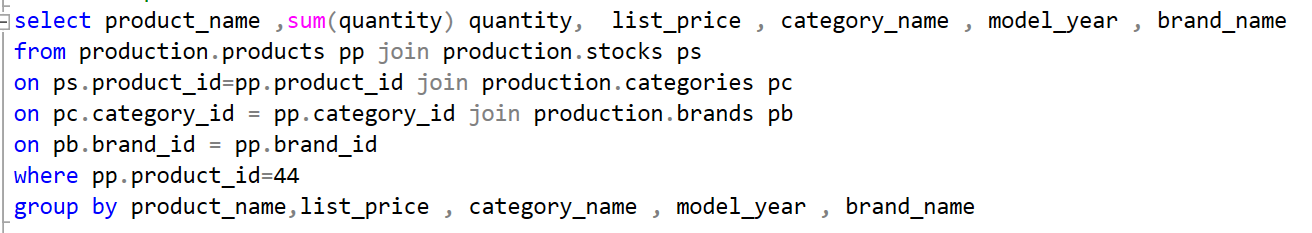 select product_name ,sum(quantity) quantity,  list_price , category_name , model_year , brand_name
from production.products pp join production.stocks ps
on ps.product_id=pp.product_id join production.categories pc
on pc.category_id = pp.category_id join production.brands pb
on pb.brand_id = pp.brand_id
where pp.product_id=44
group by product_name,list_price , category_name , model_year , brand_name